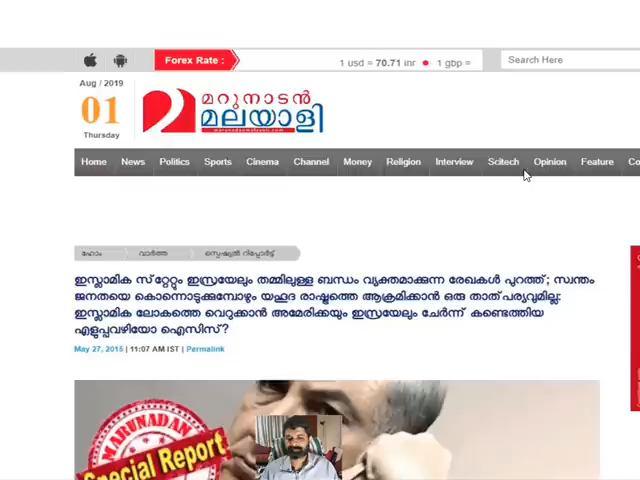 Forex Rate :
1 usd = 70.71 inr
1 gbp =
Search Here
Aug / 2019
01
Thursday
മറുനാടൻ
മലയാളി
marunadanmalayali.com
Home
News
Politics
Sports
Cinema
Channel
Money
Religion
Interview
Scitech
Opinion
Feature
Co
ഹോം
വാർത്ത
സ്പെഷ്യൽ റിപ്പോർട്ട്
ഇസ്ലാമിക സ്റ്റേറ്റും ഇസ്രയേലും തമ്മിലുള്ള ബന്ധം വ്യക്തമാക്കുന്ന രേഖകൾ പുറത്ത്; സ്വന്തം
ജനതയെ കൊന്നൊടുക്കുമ്പോഴും യഹൂദ രാഷ്ട്രത്തെ ആക്രമിക്കാൻ ഒരു താത്പര്യവുമില്ല:
ഇസ്ലാമിക ലോകത്തെ വെറുക്കാൻ അമേരിക്കയും ഇസ്രയേലും ചേർന്ന് കണ്ടെത്തിയ
എളുപ്പവഴിയോ ഐസിസ്?
May 27, 2015 | 11:07 AM IST | Permalink
MARUNADAN
Special Report